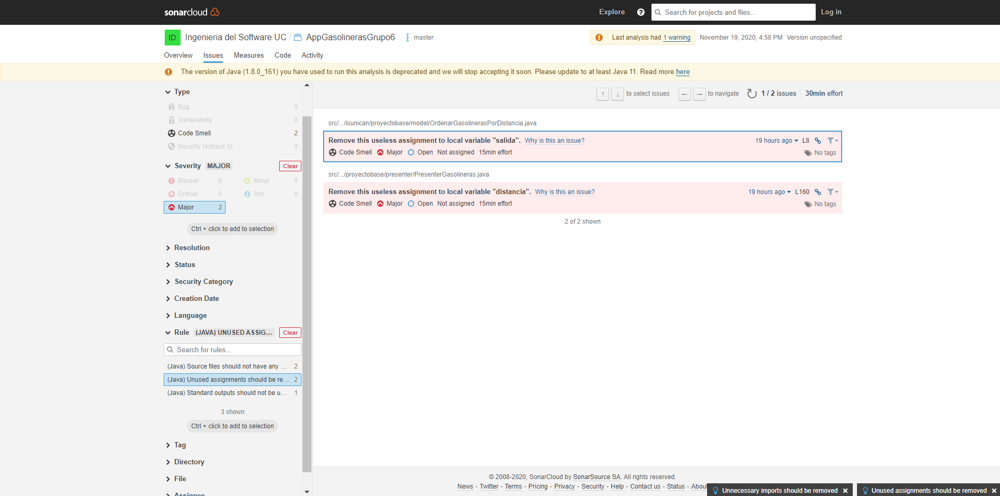 sonarcloud
Explore
Search for projects and files...
Log in
ID Ingenieria del Software UC / AppGasolinerasGrupo6 master
Last analysis had 1 warning November 19, 2020, 4:58 PM Version unspecified
Overview Issues Measures Code Activity
The version of Java (1.8.0_161) you have used to run this analysis is deprecated and we will stop accepting it soon. Please update to at least Java 11. Read more here
Type
Bug 0
Vulnerability 0
Code Smell 2
Security Hotspot 0
Severity MAJOR Clear
Blocker 0 Minor 0
Critical 0 Info 0
Major 2
Ctrl + click to add to selection
Resolution
Status
Security Category
Creation Date
Language
Rule (JAVA) UNUSED ASSIG... Clear
Search for rules...
(Java) Source files should not have any ... 2
(Java) Unused assignments should be re... 2
(Java) Standard outputs should not be u... 1
3 shown
Ctrl + click to add to selection
Tag
Directory
File
Assignee
↑ ↓ to select issues ← → to navigate 1 / 2 issues 30min effort
src/.../isunican/proyectobase/model/OrdenarGasolinerasPorDistancia.java
Remove this useless assignment to local variable "salida". Why is this an issue? 19 hours ago L8
Code Smell Major Open Not assigned 15min effort No tags
src/.../proyectobase/presenter/PresenterGasolineras.java
Remove this useless assignment to local variable "distancia". Why is this an issue? 19 hours ago L160
Code Smell Major Open Not assigned 15min effort No tags
2 of 2 shown
© 2008-2020, SonarCloud by SonarSource SA. All rights reserved.
News - Twitter - Terms - Pricing - Privacy - Security - Help - Contact us - Status - About
Unnecessary imports should be removed ×
Unused assignments should be removed ×